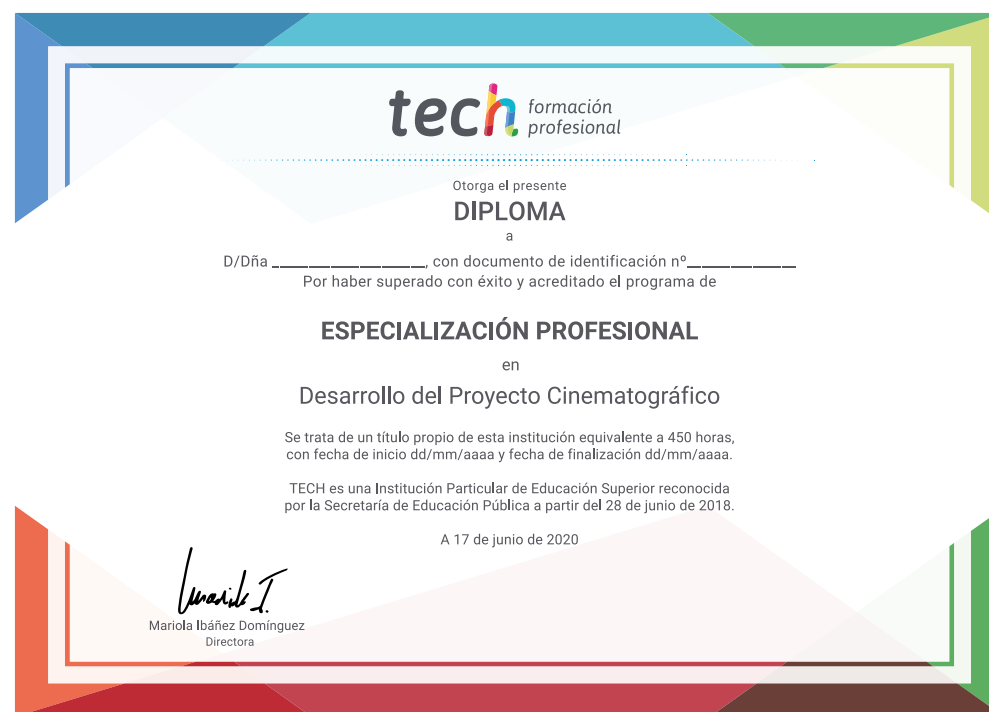 tech formación
profesional
Otorga el presente
DIPLOMA
a
D/Dña ____________________, con documento de identificación nº______________
Por haber superado con éxito y acreditado el programa de
ESPECIALIZACIÓN PROFESIONAL
en
Desarrollo del Proyecto Cinematográfico
Se trata de un título propio de esta institución equivalente a 450 horas,
con fecha de inicio dd/mm/aaaa y fecha de finalización dd/mm/aaaa.
TECH es una Institución Particular de Educación Superior reconocida
por la Secretaría de Educación Pública a partir del 28 de junio de 2018.
A 17 de junio de 2020
Mariola I.
Mariola Ibáñez Domínguez
Directora